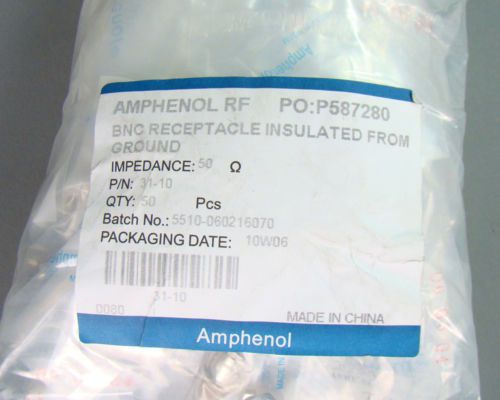 AMPHENOL RF PO:P587280
BNC RECEPTACLE INSULATED FROM
GROUND
IMPEDANCE: 50 Ω
P/N: 31-10
QTY: 50 Pcs
Batch No.: 5510-060216070
PACKAGING DATE: 10W06
31-10
0080
MADE IN CHINA
Amphenol
Amphenol